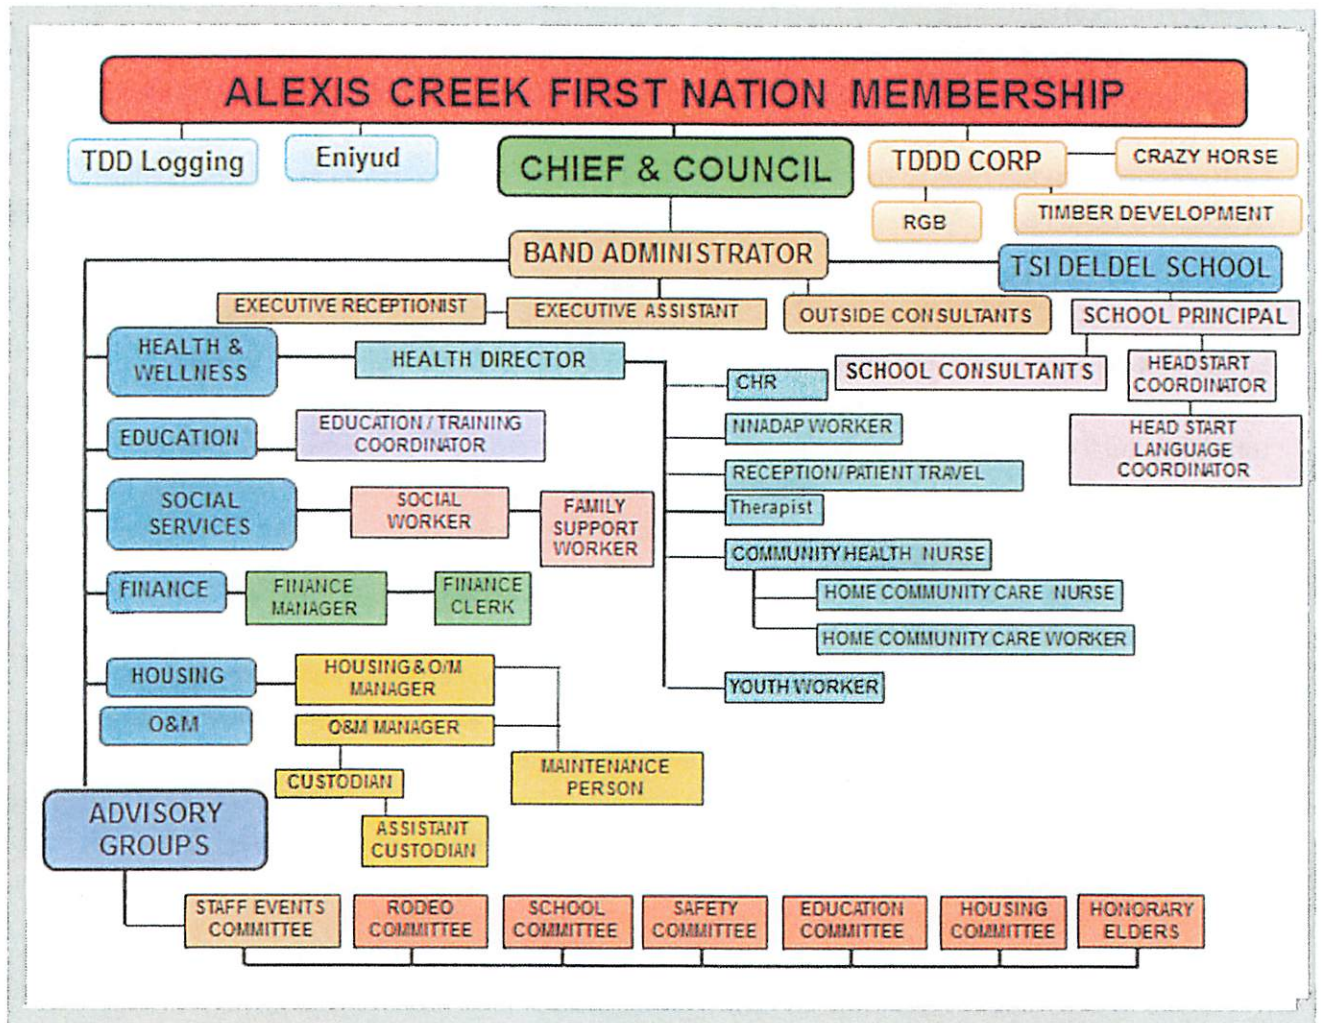 ALEXIS CREEK FIRST NATION MEMBERSHIP
TDD Logging
Eniyud
CHIEF & COUNCIL
TDDD CORP
CRAZY HORSE
RGB
TIMBER DEVELOPMENT
BAND ADMINISTRATOR
TSI DELDEL SCHOOL
EXECUTIVE RECEPTIONIST
EXECUTIVE ASSISTANT
OUTSIDE CONSULTANTS
SCHOOL PRINCIPAL
HEALTH &
WELLNESS
HEALTH DIRECTOR
SCHOOL CONSULTANTS
HEADSTART
COORDINATOR
CHR
EDUCATION
EDUCATION / TRAINING
COORDINATOR
NNADAP WORKER
HEAD START
LANGUAGE
COORDINATOR
RECEPTION/PATIENT TRAVEL
SOCIAL
SERVICES
SOCIAL
WORKER
FAMILY
SUPPORT
WORKER
Therapist
COMMUNITY HEALTH NURSE
FINANCE
FINANCE
MANAGER
FINANCE
CLERK
HOME COMMUNITY CARE NURSE
HOME COMMUNITY CARE WORKER
HOUSING
HOUSING & O/M
MANAGER
YOUTH WORKER
O&M
O&M MANAGER
CUSTODIAN
MAINTENANCE
PERSON
ADVISORY
GROUPS
ASSISTANT
CUSTODIAN
STAFF EVENTS
COMMITTEE
RODEO
COMMITTEE
SCHOOL
COMMITTEE
SAFETY
COMMITTEE
EDUCATION
COMMITTEE
HOUSING
COMMITTEE
HONORARY
ELDERS